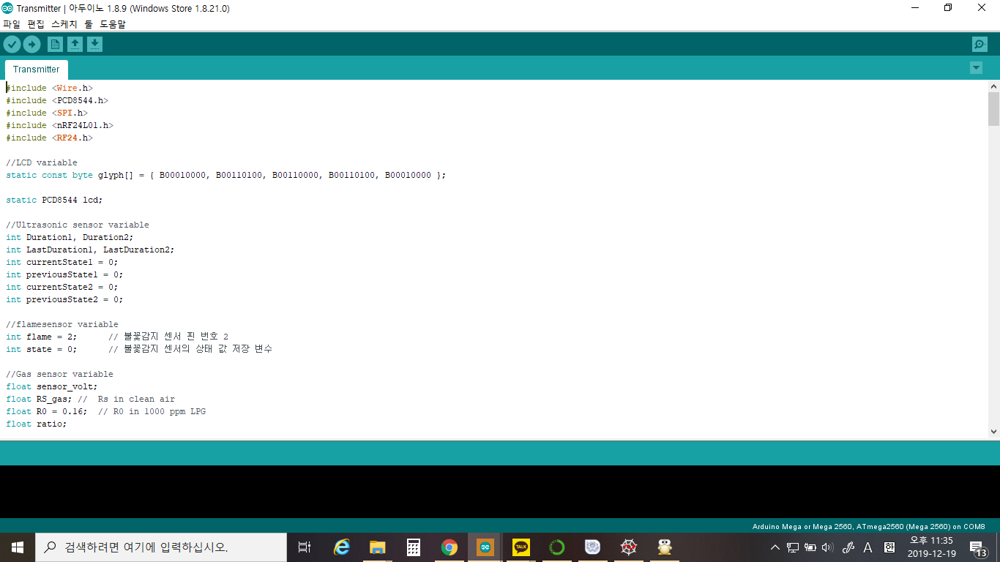 Transmitter | 아두이노 1.8.9 (Windows Store 1.8.21.0)
파일 편집 스케치 툴 도움말
Transmitter
#include <Wire.h>
#include <PCD8544.h>
#include <SPI.h>
#include <nRF24L01.h>
#include <RF24.h>
//LCD variable
static const byte glyph[] = { B00010000, B00110100, B00110000, B00110100, B00010000 };
static PCD8544 lcd;
//Ultrasonic sensor variable
int Duration1, Duration2;
int LastDuration1, LastDuration2;
int currentState1 = 0;
int previousState1 = 0;
int currentState2 = 0;
int previousState2 = 0;
//flamesensor variable
int flame = 2;      // 불꽃감지 센서 핀 번호 2
int state = 0;      // 불꽃감지 센서의 상태 값 저장 변수
//Gas sensor variable
float sensor_volt;
float RS_gas; //  Rs in clean air
float R0 = 0.16;  // R0 in 1000 ppm LPG
float ratio;
Arduino Mega or Mega 2560, ATmega2560 (Mega 2560) on COM8
검색하려면 여기에 입력하십시오.
TALK
A 한
오후 11:35
2019-12-19
13